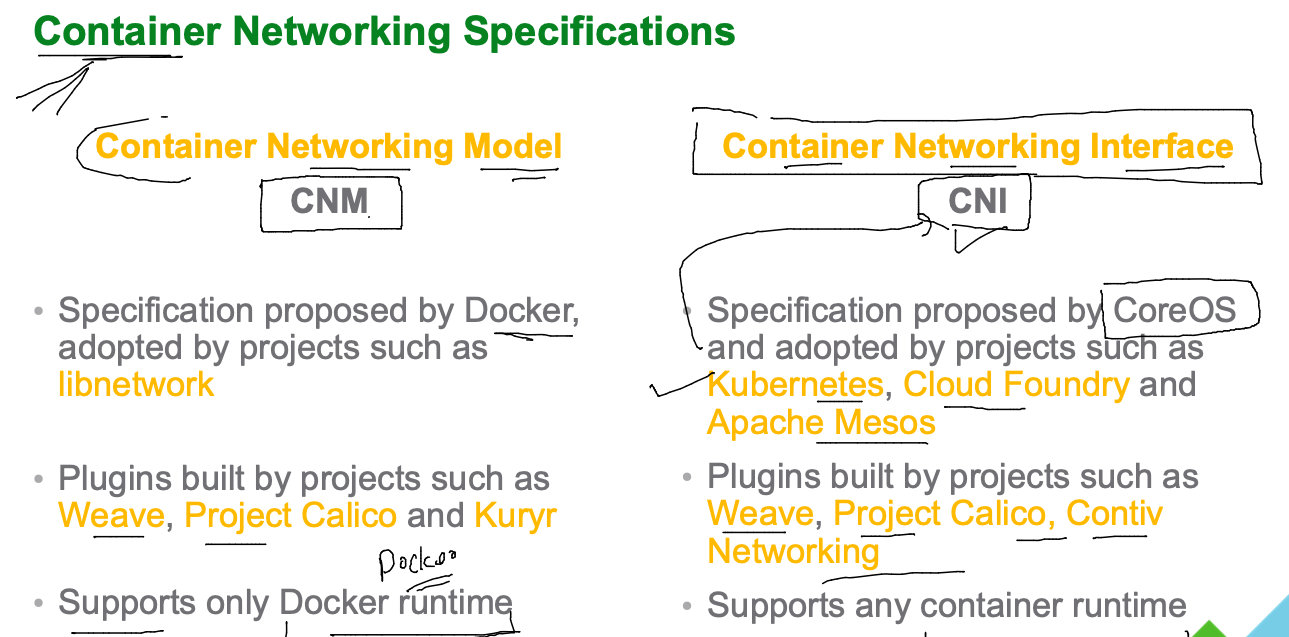 Container Networking Specifications
Container Networking Model
CNM
• Specification proposed by Docker,
adopted by projects such as
libnetwork
• Plugins built by projects such as
Weave, Project Calico and Kuryr
Docker
• Supports only Docker runtime
Container Networking Interface
CNI
• Specification proposed by CoreOS
and adopted by projects such as
Kubernetes, Cloud Foundry and
Apache Mesos
• Plugins built by projects such as
Weave, Project Calico, Contiv
Networking
• Supports any container runtime